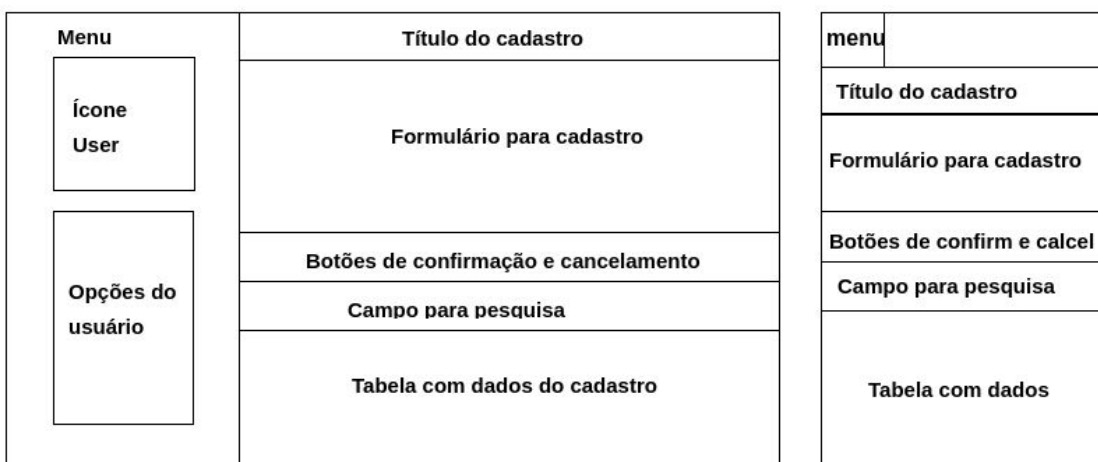 Menu
Ícone
User
Opções do
usuário
Título do cadastro
Formulário para cadastro
Botões de confirmação e cancelamento
Campo para pesquisa
Tabela com dados do cadastro
menu
Título do cadastro
Formulário para cadastro
Botões de confirm e calcel
Campo para pesquisa
Tabela com dados